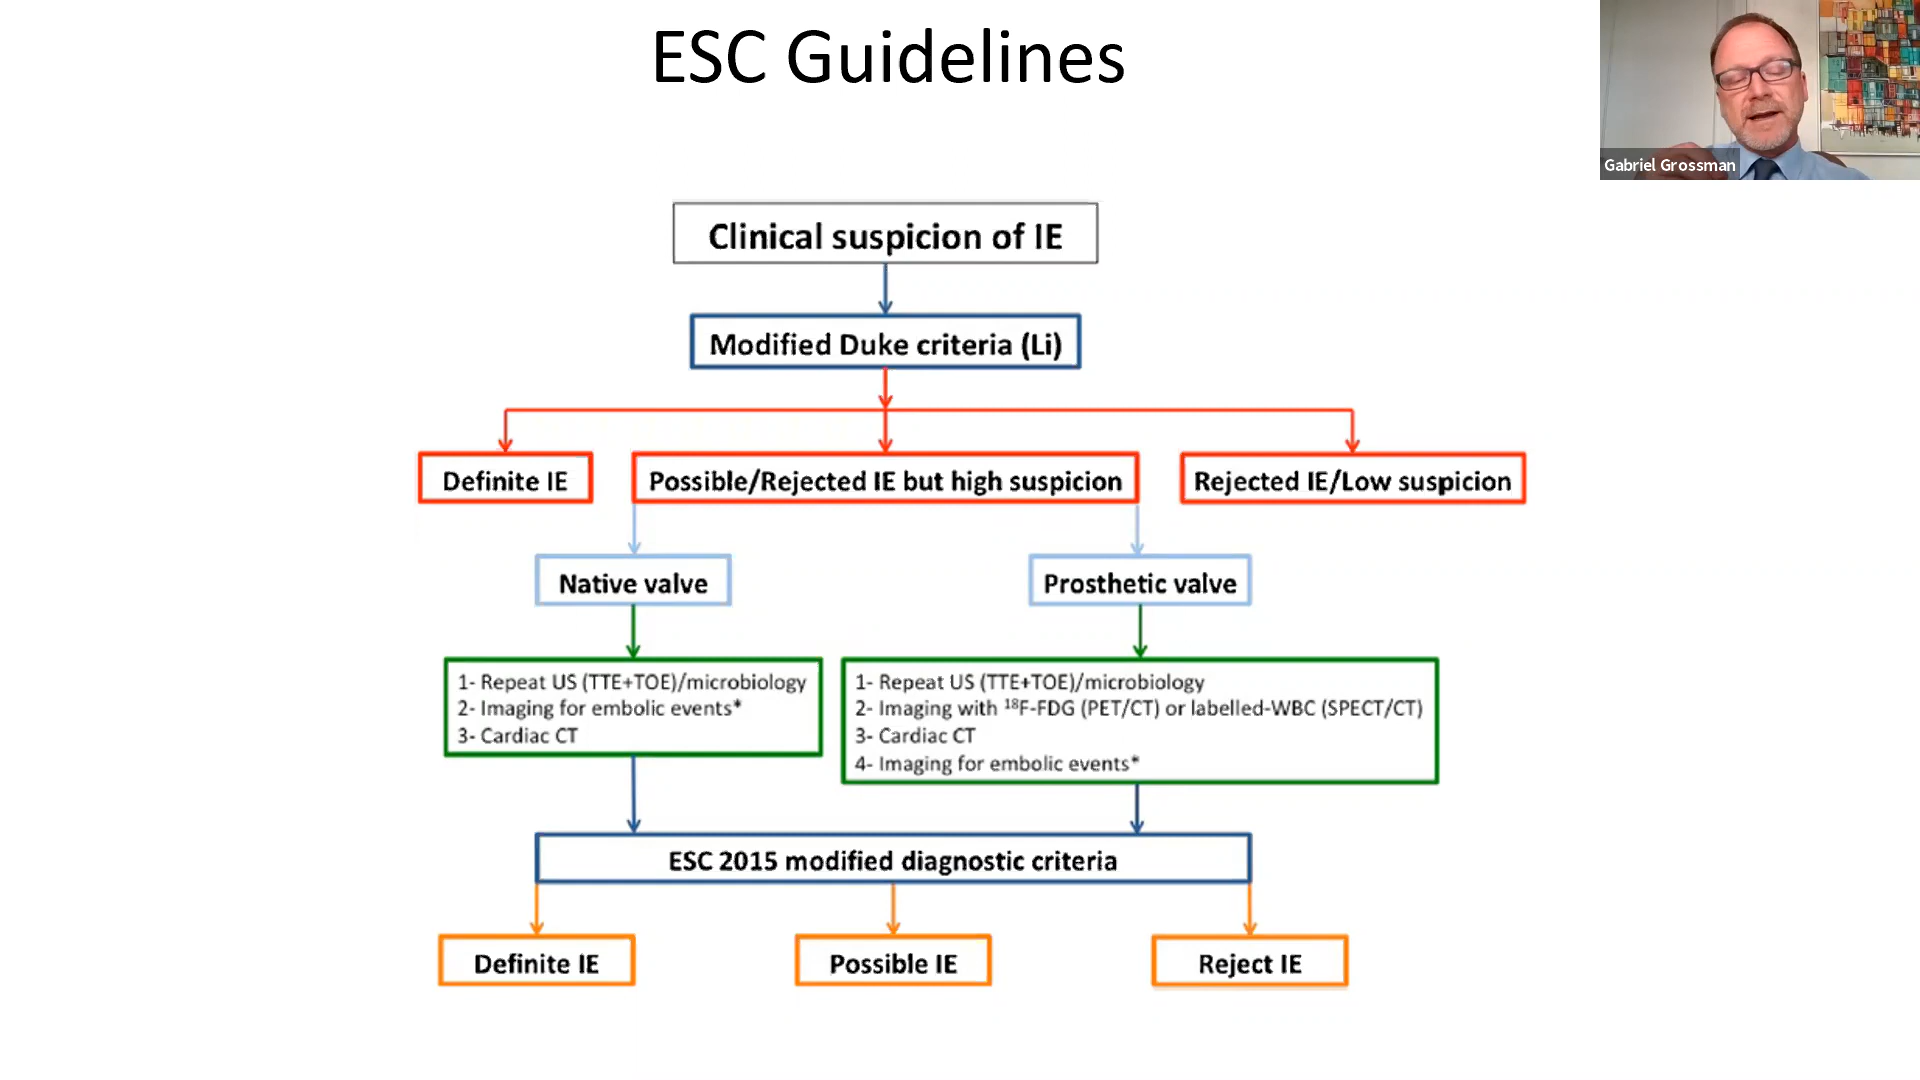 ESC Guidelines
Gabriel Grossman
Clinical suspicion of IE
Modified Duke criteria (Li)
Definite IE
Possible/Rejected IE but high suspicion
Rejected IE/Low suspicion
Native valve
Prosthetic valve
1- Repeat US (TTE+TOE)/microbiology
2- Imaging for embolic events*
3- Cardiac CT
1- Repeat US (TTE+TOE)/microbiology
2- Imaging with ¹⁸F-FDG (PET/CT) or labelled-WBC (SPECT/CT)
3- Cardiac CT
4- Imaging for embolic events*
ESC 2015 modified diagnostic criteria
Definite IE
Possible IE
Reject IE